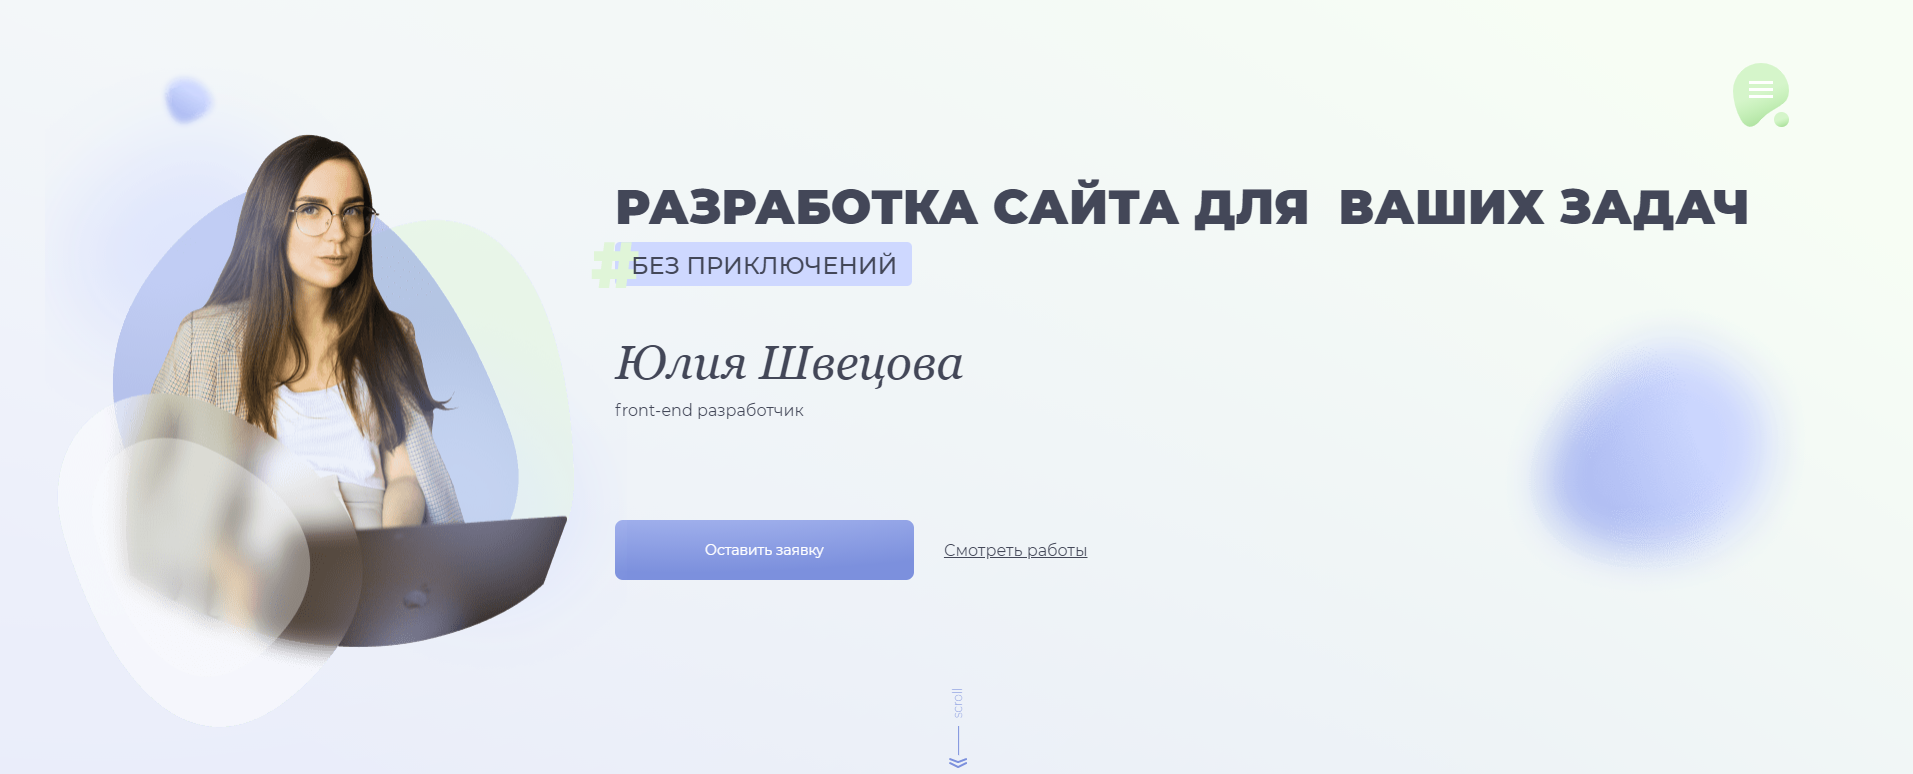 РАЗРАБОТКА САЙТА ДЛЯ ВАШИХ ЗАДАЧ
#БЕЗ ПРИКЛЮЧЕНИЙ
Юлия Швецова
front-end разработчик
Оставить заявку
Смотреть работы
scroll